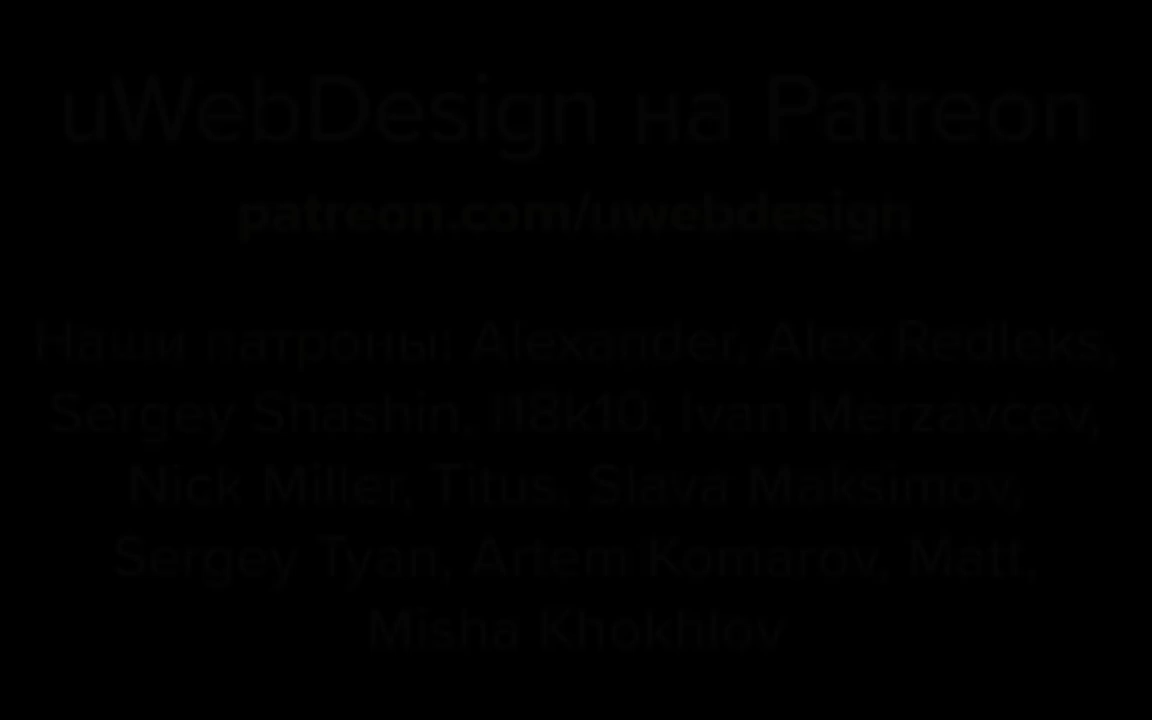 uWebDesign на Patreon
patreon.com/uwebdesign
Наши патроны: Alexander, Alex Redleks,
Sergey Shashin, Ivan Merzavcev,
Nick Miller, Titus, Slava Maksimov,
Sergey Tyan, Artem Komarov, Matt,
Misha Khokhlov